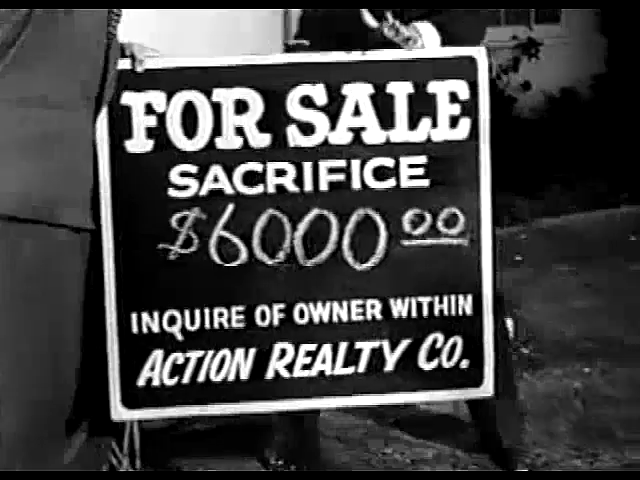 FOR SALE
SACRIFICE
$6000 00
INQUIRE OF OWNER WITHIN
ACTION REALTY CO.